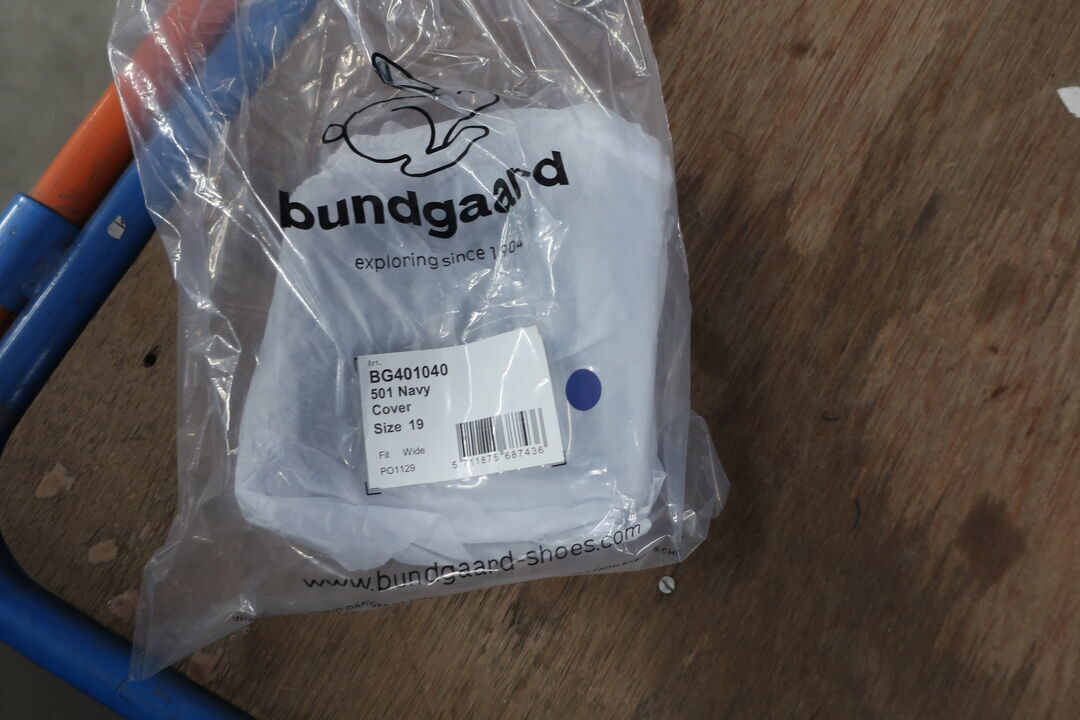 bundgaard
exploring since 1904
Art.
BG401040
501 Navy
Cover
Size 19
Fit Wide
PO1129
5 711875 687436
www.bundgaard-shoes.com